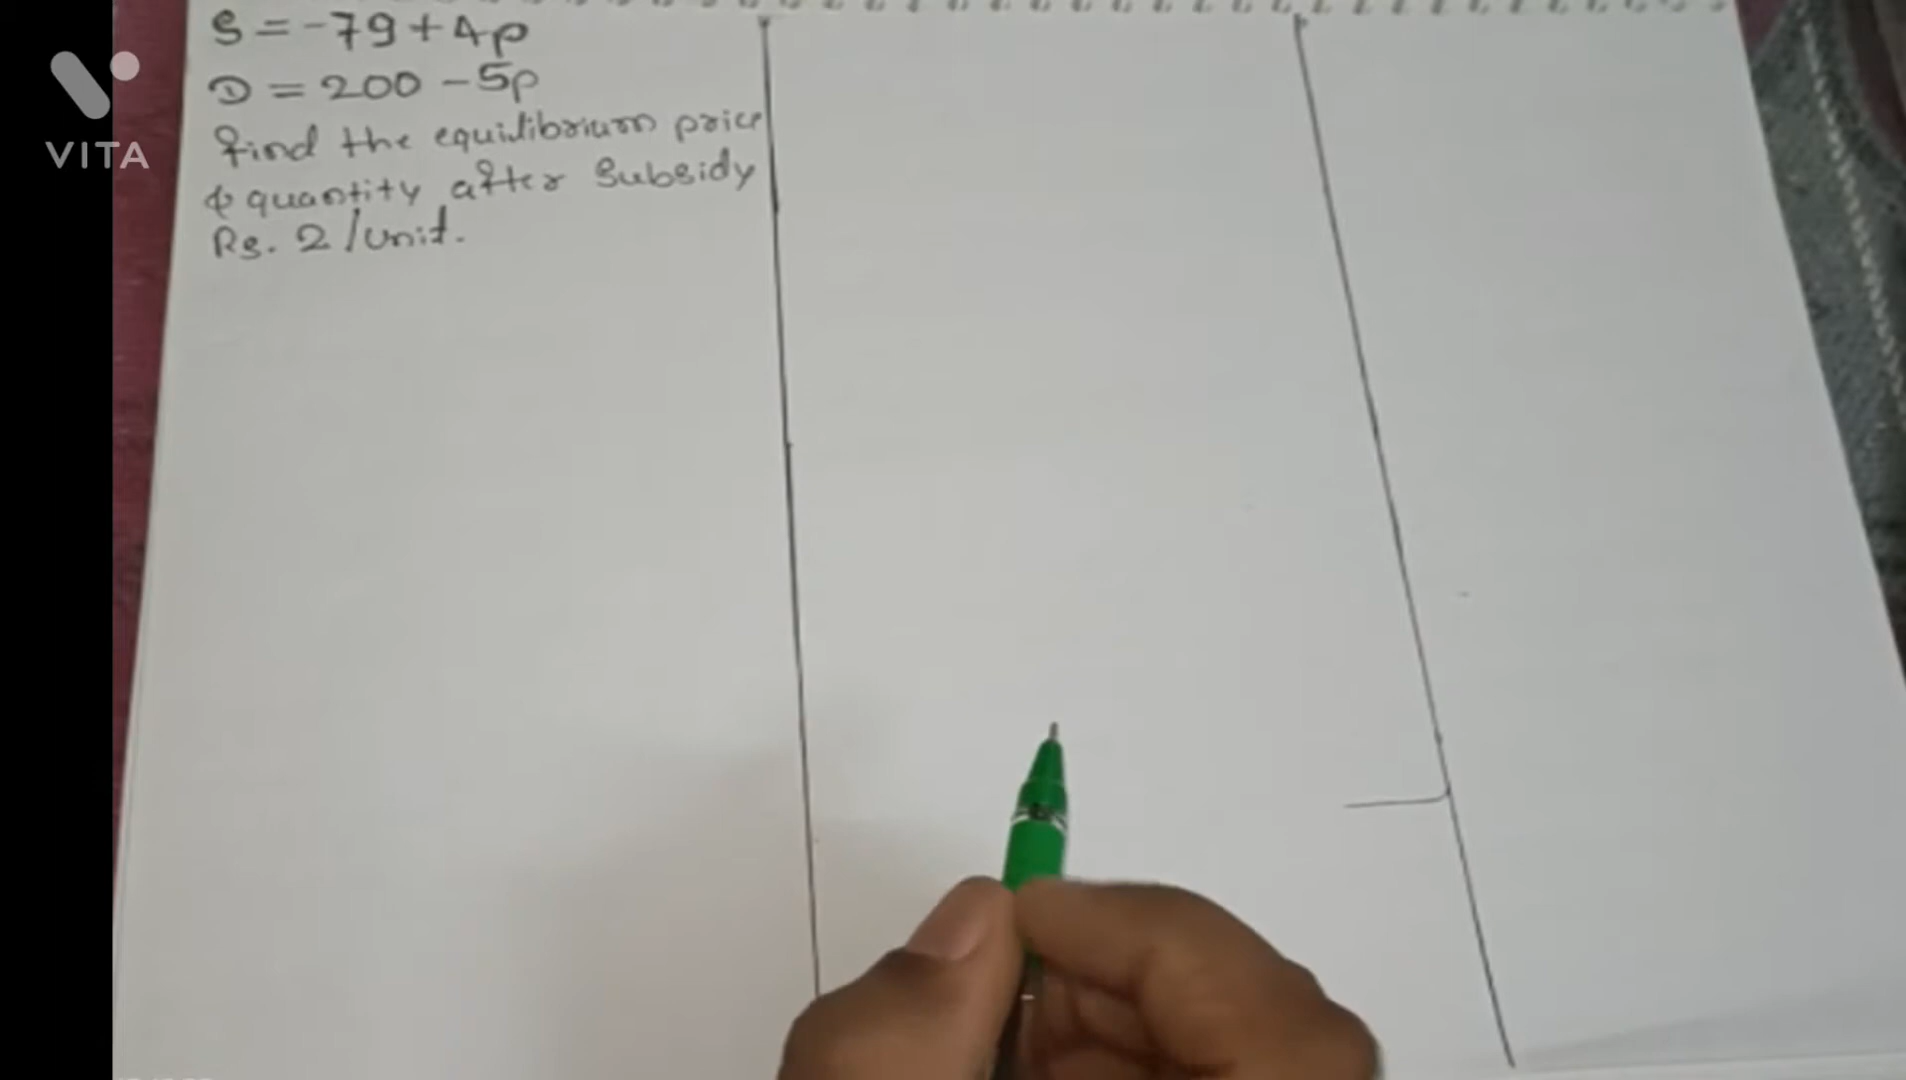 S = -79 + 4p
D = 200 - 5p
find the equilibrium price
& quantity after subsidy
Rs. 2/unit.
VITA